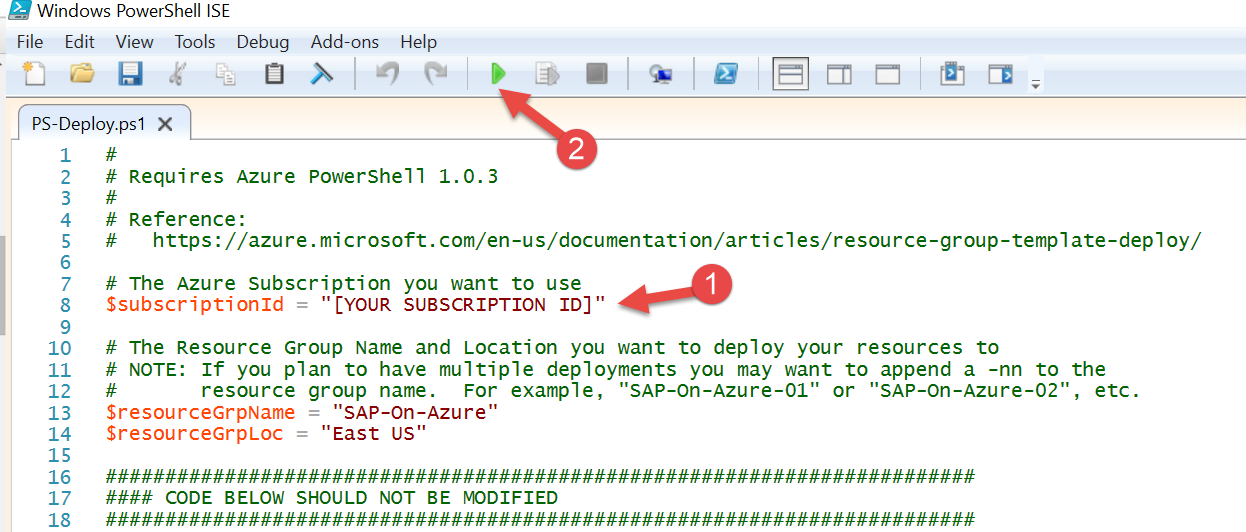 Windows PowerShell ISE
File Edit View Tools Debug Add-ons Help
PS-Deploy.ps1
2
1 #
2 # Requires Azure PowerShell 1.0.3
3 #
4 # Reference:
5 #   https://azure.microsoft.com/en-us/documentation/articles/resource-group-template-deploy/
6
7 # The Azure Subscription you want to use
8 $subscriptionId = "[YOUR SUBSCRIPTION ID]"
1
9
10 # The Resource Group Name and Location you want to deploy your resources to
11 # NOTE: If you plan to have multiple deployments you may want to append a -nn to the
12 #       resource group name.  For example, "SAP-On-Azure-01" or "SAP-On-Azure-02", etc.
13 $resourceGrpName = "SAP-On-Azure"
14 $resourceGrpLoc = "East US"
15
16 #########################################################################
17 #### CODE BELOW SHOULD NOT BE MODIFIED
18 #########################################################################